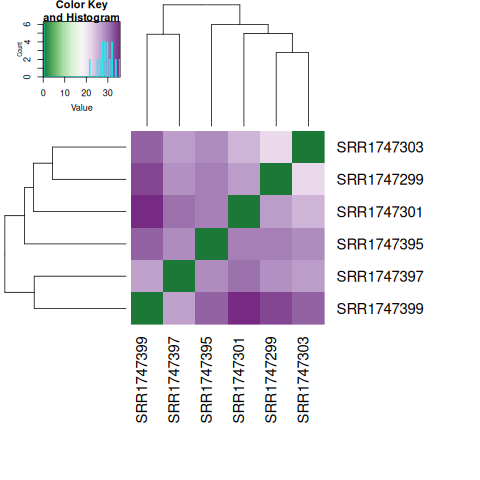 Color Key
and Histogram
Count
0 2 4 6
0 10 20 30
Value
SRR1747303
SRR1747299
SRR1747301
SRR1747395
SRR1747397
SRR1747399
SRR1747399
SRR1747397
SRR1747395
SRR1747301
SRR1747299
SRR1747303